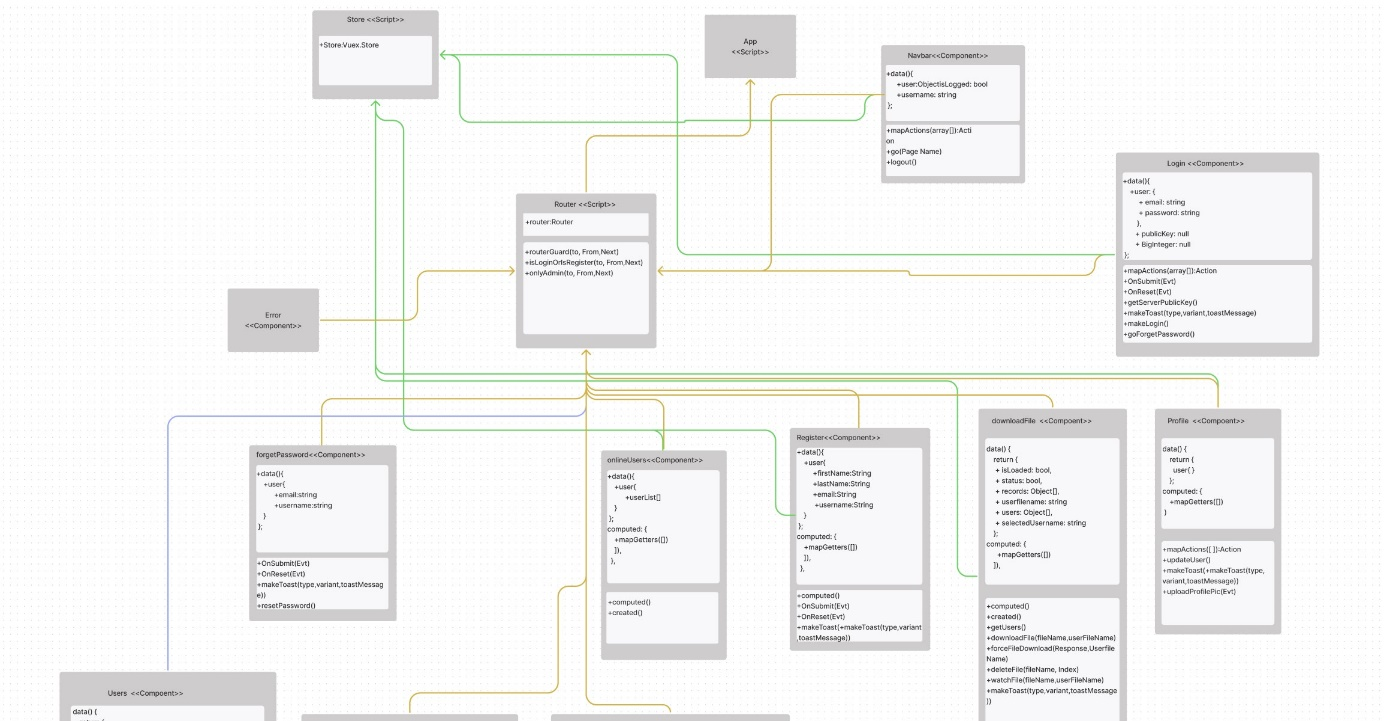 Store <<Script>>
+Store:Vuex.Store
App
<<Script>>
Navbar<<Component>>
+data(){
+user:ObjectisLogged: bool
+username: string
};
+mapActions(array[]):Acti
on
+go(Page Name)
+logout()
Login <<Component>>
+data(){
+user: {
+ email: string
+ password: string
},
+ publicKey: null
+ BigInteger: null
};
+mapActions(array[]):Action
+OnSubmit(Evt)
+OnReset(Evt)
+getServerPublicKey()
+makeToast(type,variant,toastMessage)
+makeLogin()
+goForgetPassword()
Router <<Script>>
+router:Router
+routerGuard(to, From,Next)
+isLoginOrIsRegister(to, From,Next)
+onlyAdmin(to, From,Next)
Error
<<Component>>
forgetPassword<<Component>>
+data(){
+user{
+email:string
+username:string
}
};
+OnSubmit(Evt)
+OnReset(Evt)
+makeToast(type,variant,toastMessag
e))
+resetPassword()
onlineUsers<<Component>>
+data(){
+user{
+userList[]
}
};
computed: {
+mapGetters([])
]),
},
+computed()
+created()
Register<<Component>>
+data(){
+user{
+firstName:String
+lastName:String
+email:String
+username:String
}
};
computed: {
+mapGetters([])
]),
},
+computed()
+OnSubmit(Evt)
+OnReset(Evt)
+makeToast(+makeToast(type,variant
,toastMessage))
downloadFile <<Compoent>>
data() {
return {
+ isLoaded: bool,
+ status: bool,
+ records: Object[],
+ userfilename: string
+ users: Object[],
+ selectedUsername: string
};
computed: {
+mapGetters([])
]),
+computed()
+created()
+getUsers()
+downloadFile(fileName,userFileName)
+forceFileDownload(Response,Userfile
Name)
+deleteFile(fileName, Index)
+watchFile(fileName,userFileName)
+makeToast(type,variant,toastMessage
))
Profile <<Compoent>>
data() {
return {
user{ }
};
computed: {
+mapGetters([])
}
+mapActions([ ]):Action
+updateUser()
+makeToast(+makeToast(type,
variant,toastMessage))
+uploadProfilePic(Evt)
Users <<Compoent>>
data() {